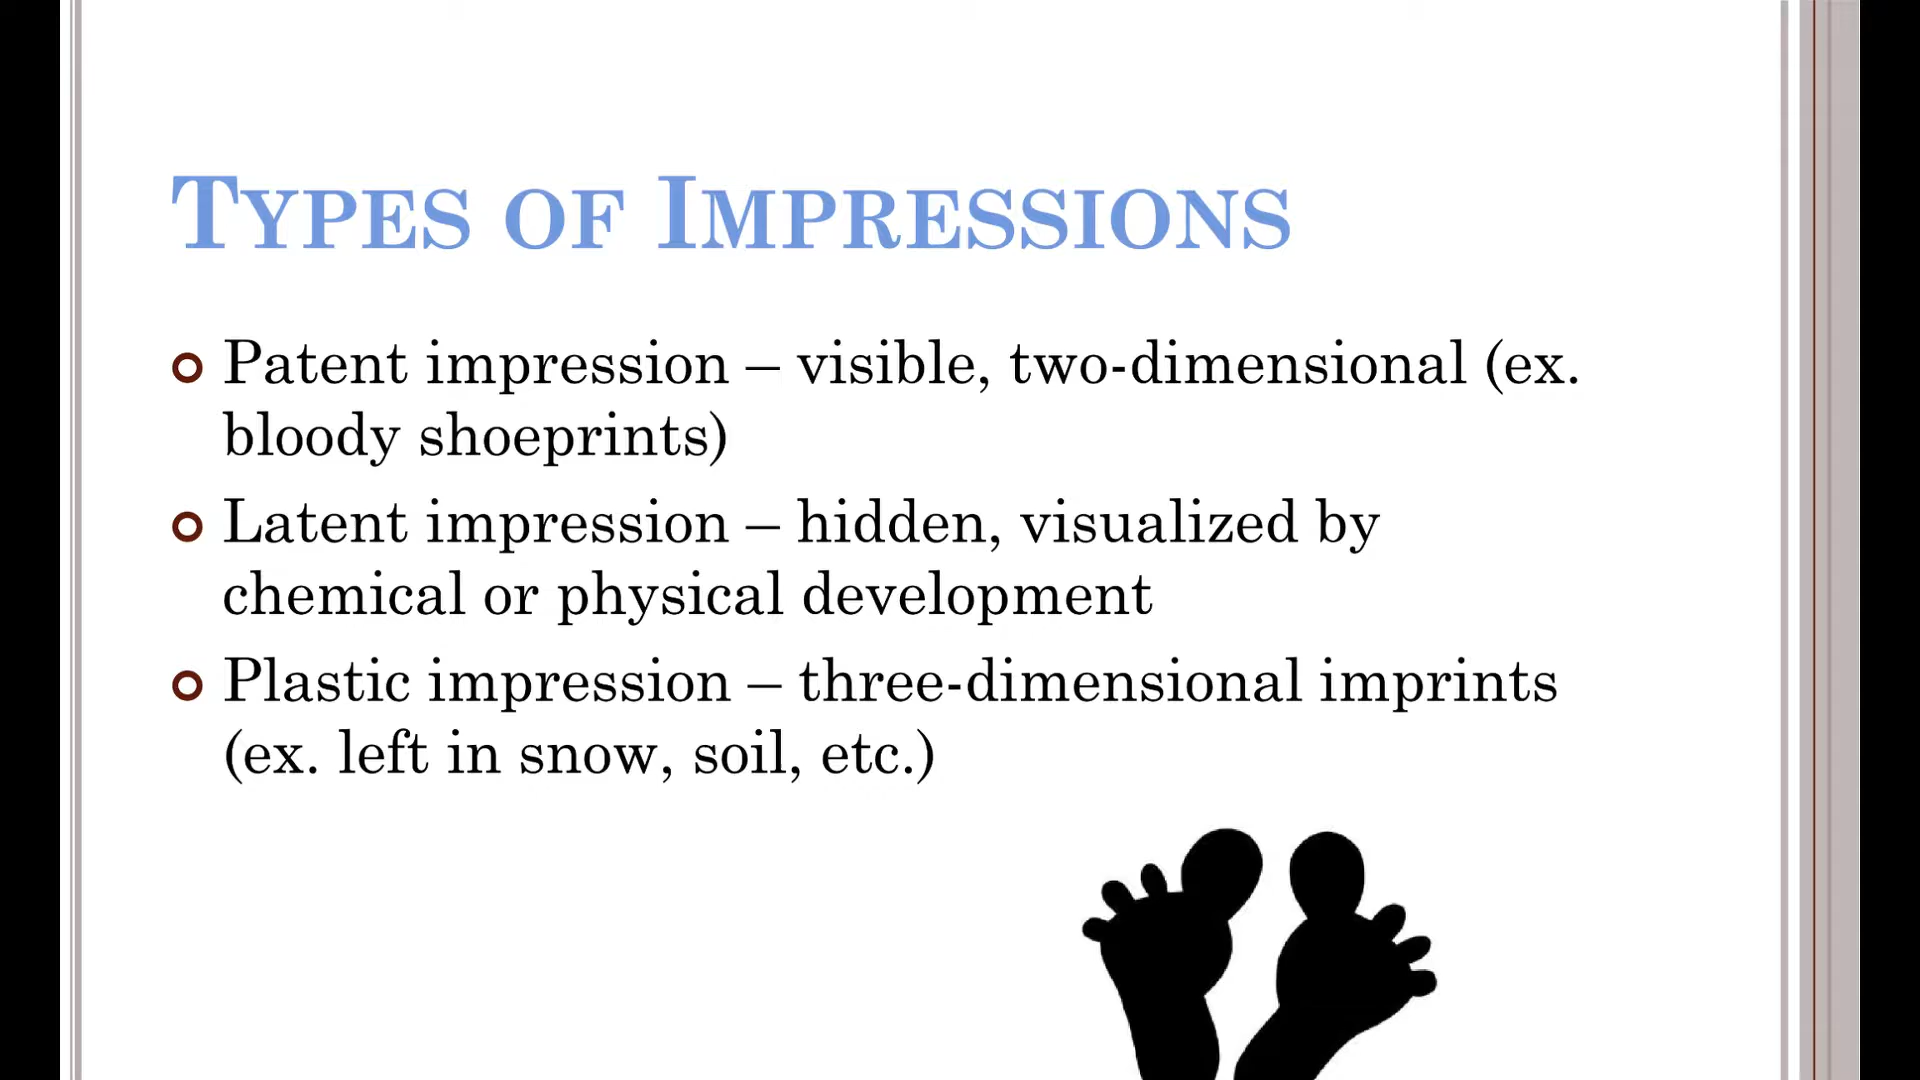 Types of Impressions
Patent impression – visible, two-dimensional (ex.
bloody shoeprints)
Latent impression – hidden, visualized by
chemical or physical development
Plastic impression – three-dimensional imprints
(ex. left in snow, soil, etc.)